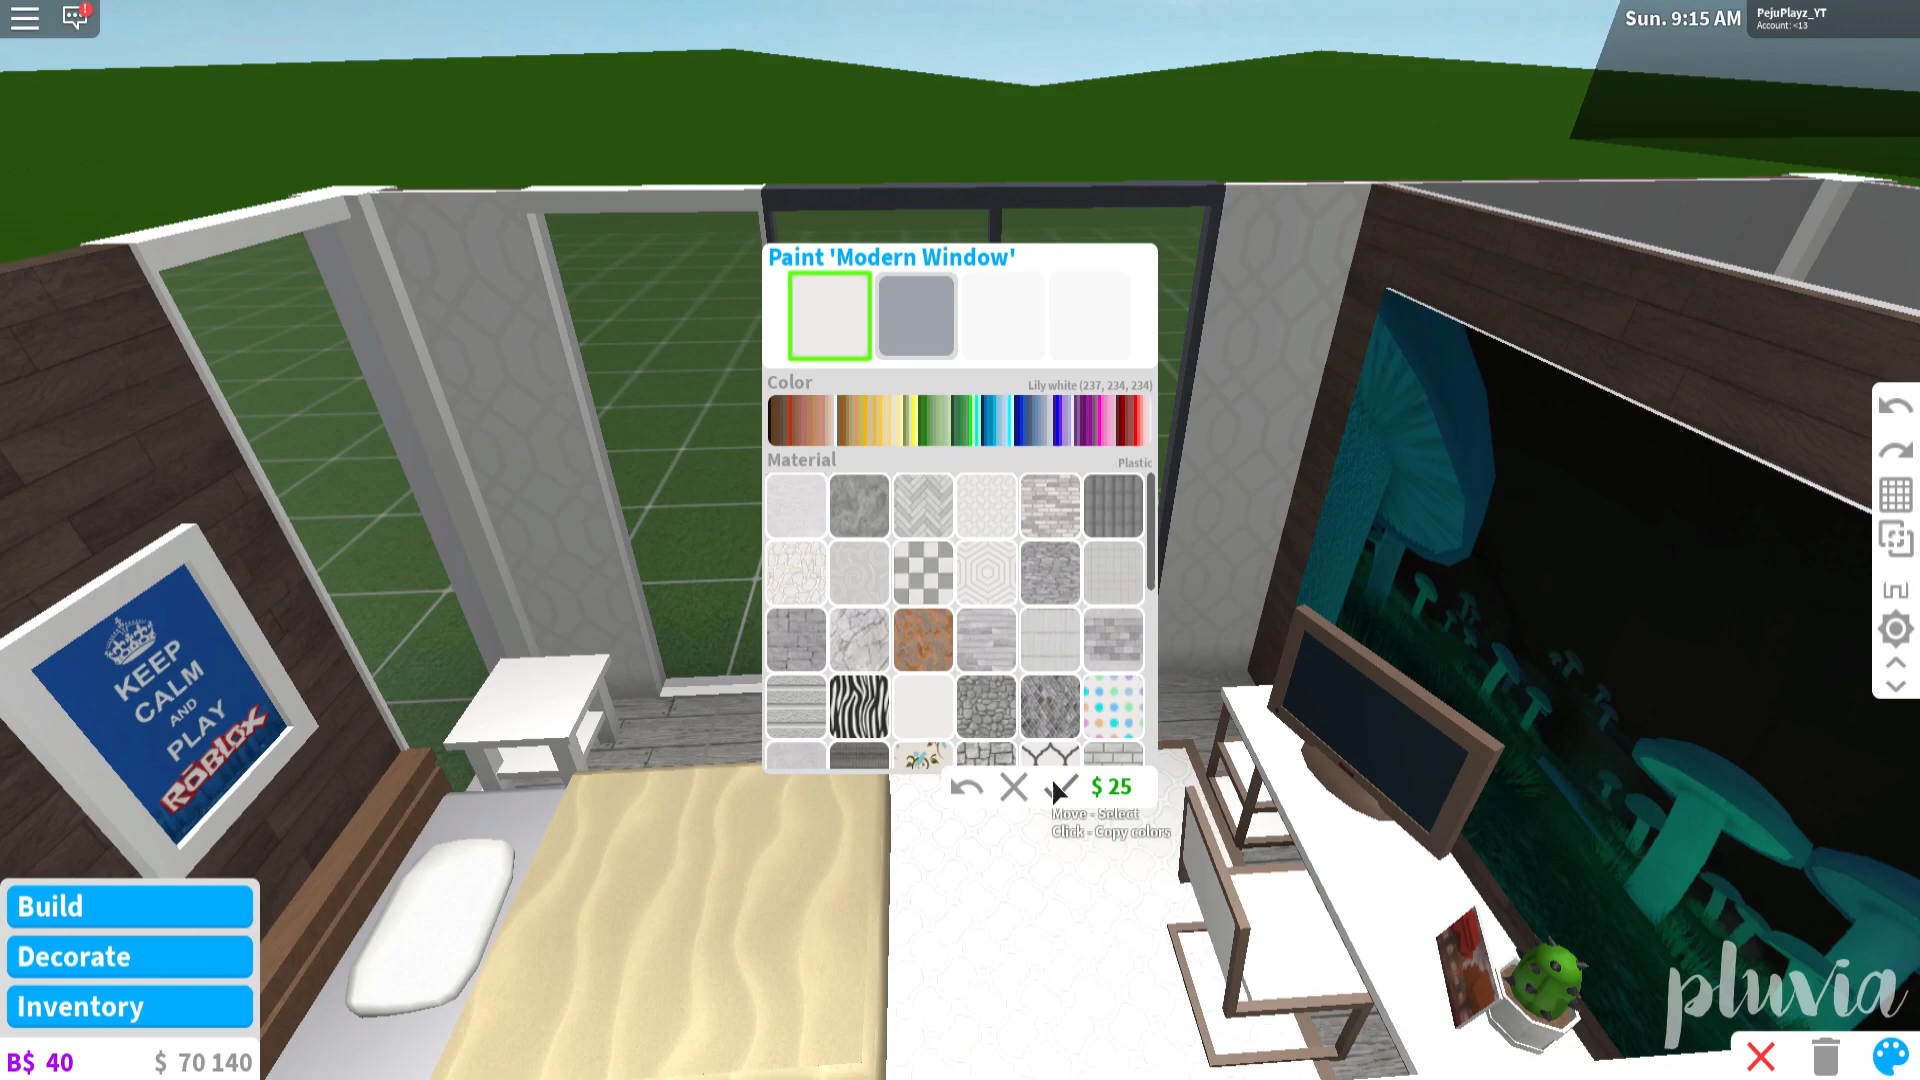 Sun. 9:15 AM
PejuPlayz_YT
Account: <13
Paint 'Modern Window'
Color
Lily white (237, 234, 234)
Material
Plastic
$ 25
Move - Select
Click - Copy colors
KEEP
CALM
AND
PLAY
ROBLOX
Build
Decorate
Inventory
B$ 40
$ 70 140
pluvia